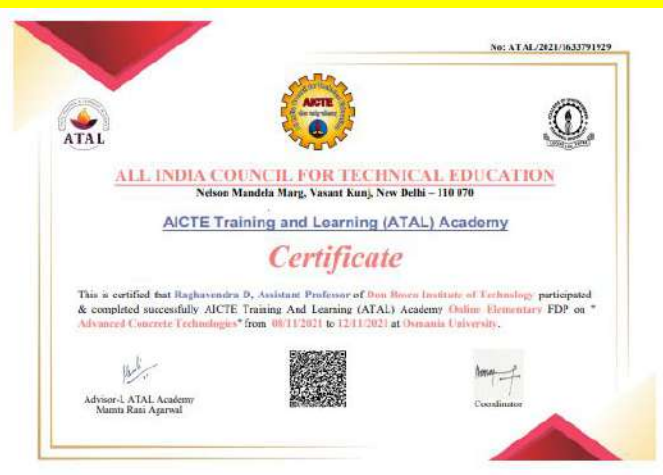 No: ATAL/2021/1633791929
ATAL
AICTE
ALL INDIA COUNCIL FOR TECHNICAL EDUCATION
Nelson Mandela Marg, Vasant Kunj, New Delhi – 110 070
AICTE Training and Learning (ATAL) Academy
Certificate
This is certified that Raghavendra D, Assistant Professor of Don Bosco Institute of Technology participated
& completed successfully AICTE Training And Learning (ATAL) Academy Online Elementary FDP on "
Advanced Concrete Technologies" from 08/11/2021 to 12/11/2021 at Osmania University.
Advisor-I, ATAL Academy
Mamta Rani Agarwal
Coordinator